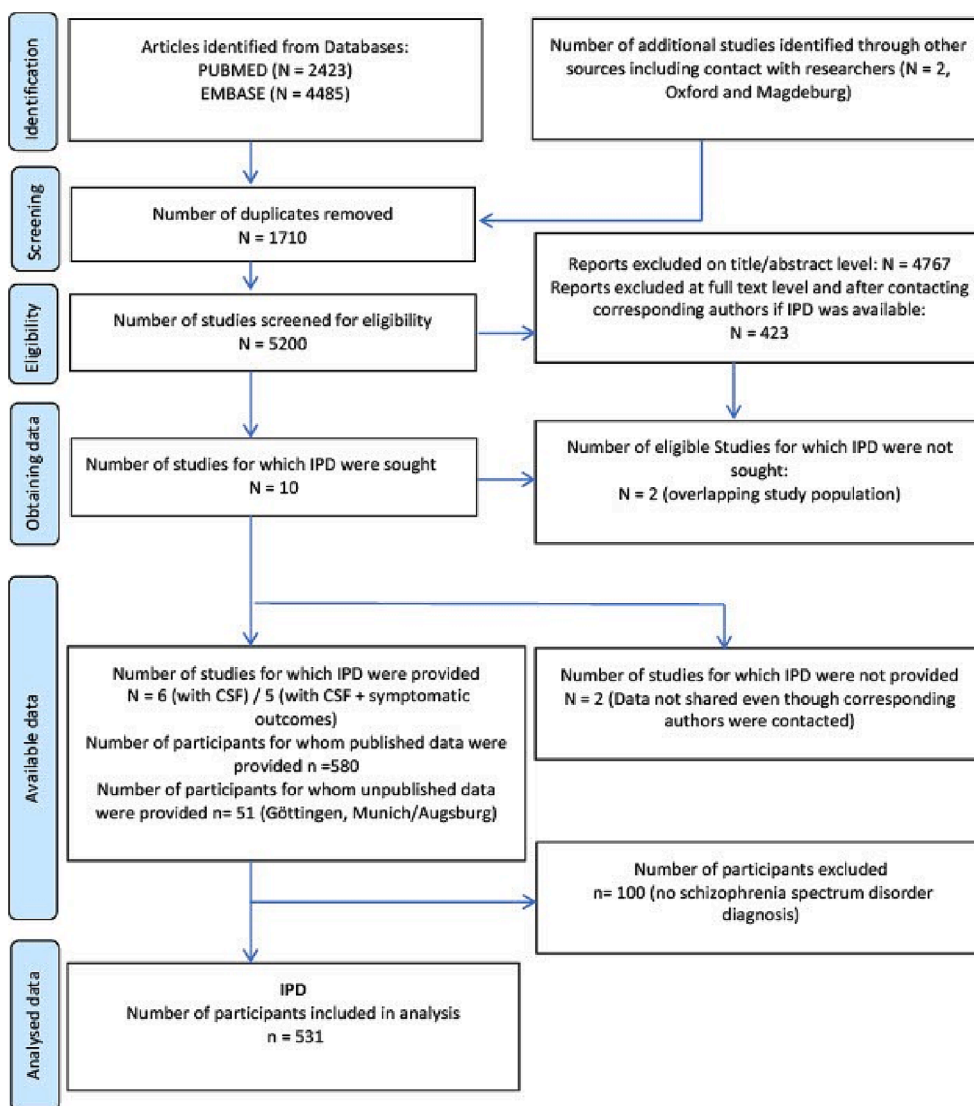 Identification
Articles identified from Databases:
PUBMED (N = 2423)
EMBASE (N = 4485)
Number of additional studies identified through other
sources including contact with researchers (N = 2,
Oxford and Magdeburg)
Screening
Number of duplicates removed
N = 1710
Eligibility
Number of studies screened for eligibility
N = 5200
Reports excluded on title/abstract level: N = 4767
Reports excluded at full text level and after contacting
corresponding authors if IPD was available:
N = 423
Obtaining data
Number of studies for which IPD were sought
N = 10
Number of eligible Studies for which IPD were not
sought:
N = 2 (overlapping study population)
Available data
Number of studies for which IPD were provided
N = 6 (with CSF) / 5 (with CSF + symptomatic
outcomes)
Number of participants for whom published data were
provided n =580
Number of participants for whom unpublished data
were provided n= 51 (Göttingen, Munich/Augsburg)
Number of studies for which IPD were not provided
N = 2 (Data not shared even though corresponding
authors were contacted)
Number of participants excluded
n= 100 (no schizophrenia spectrum disorder
diagnosis)
Analysed data
IPD
Number of participants included in analysis
n = 531